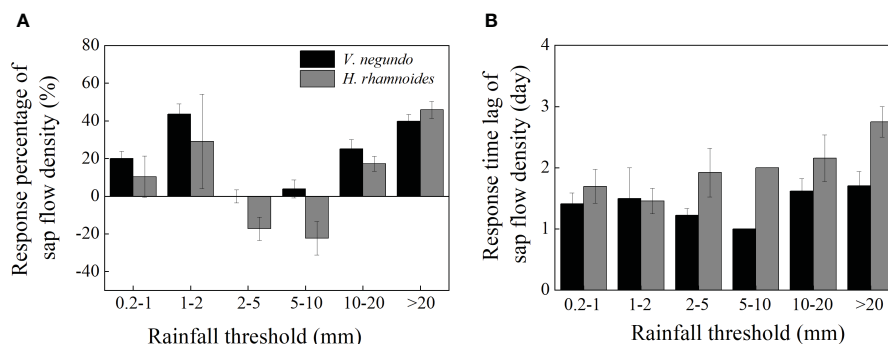 A
Response percentage of
sap flow density (%)
80
60
40
20
0
-20
-40
V. negundo
H. rhamnoides
0.2-1 1-2 2-5 5-10 10-20 >20
Rainfall threshold (mm)
B
Response time lag of
sap flow density (day)
4
3
2
1
0
0.2-1 1-2 2-5 5-10 10-20 >20
Rainfall threshold (mm)